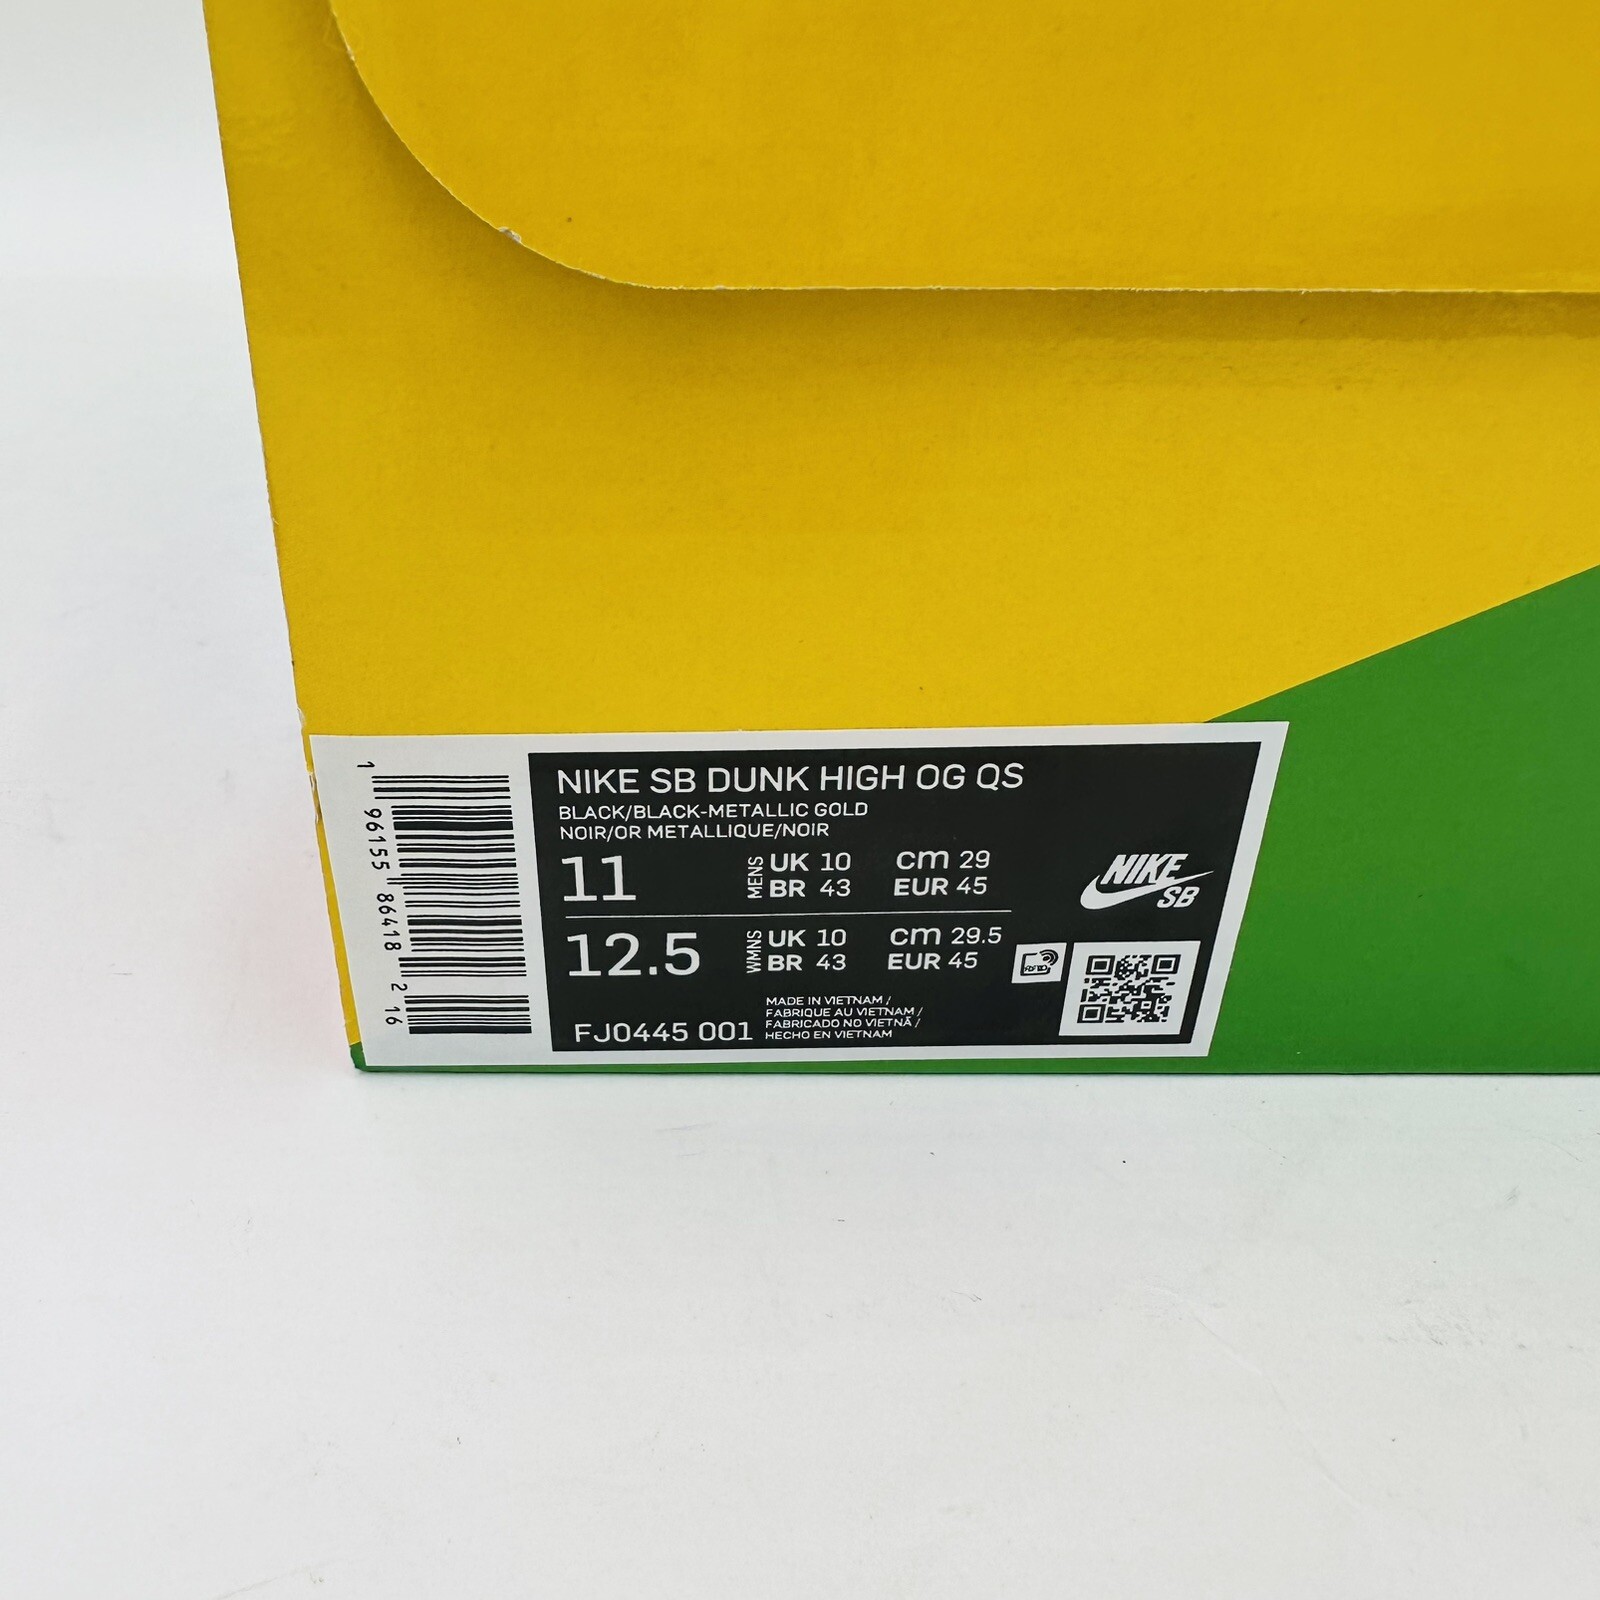 1 96155 86418 2 16
NIKE SB DUNK HIGH OG QS
BLACK/BLACK-METALLIC GOLD
NOIR/OR METALLIQUE/NOIR
11 MENS UK 10 cm 29
BR 43 EUR 45
12.5 WMNS UK 10 cm 29.5
BR 43 EUR 45
NIKE
SB
RFID
MADE IN VIETNAM /
FABRIQUE AU VIETNAM /
FABRICADO NO VIETNÃ /
HECHO EN VIETNAM
FJ0445 001